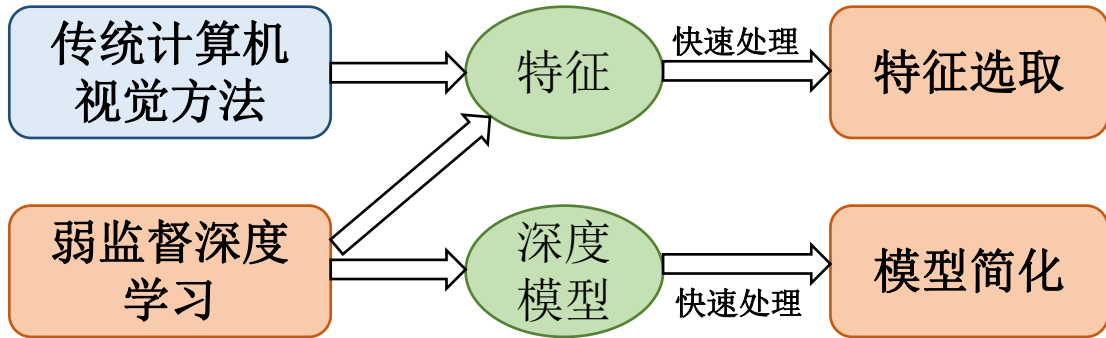 传统计算机
视觉方法
特征
快速处理
特征选取
弱监督深度
学习
深度
模型
快速处理
模型简化